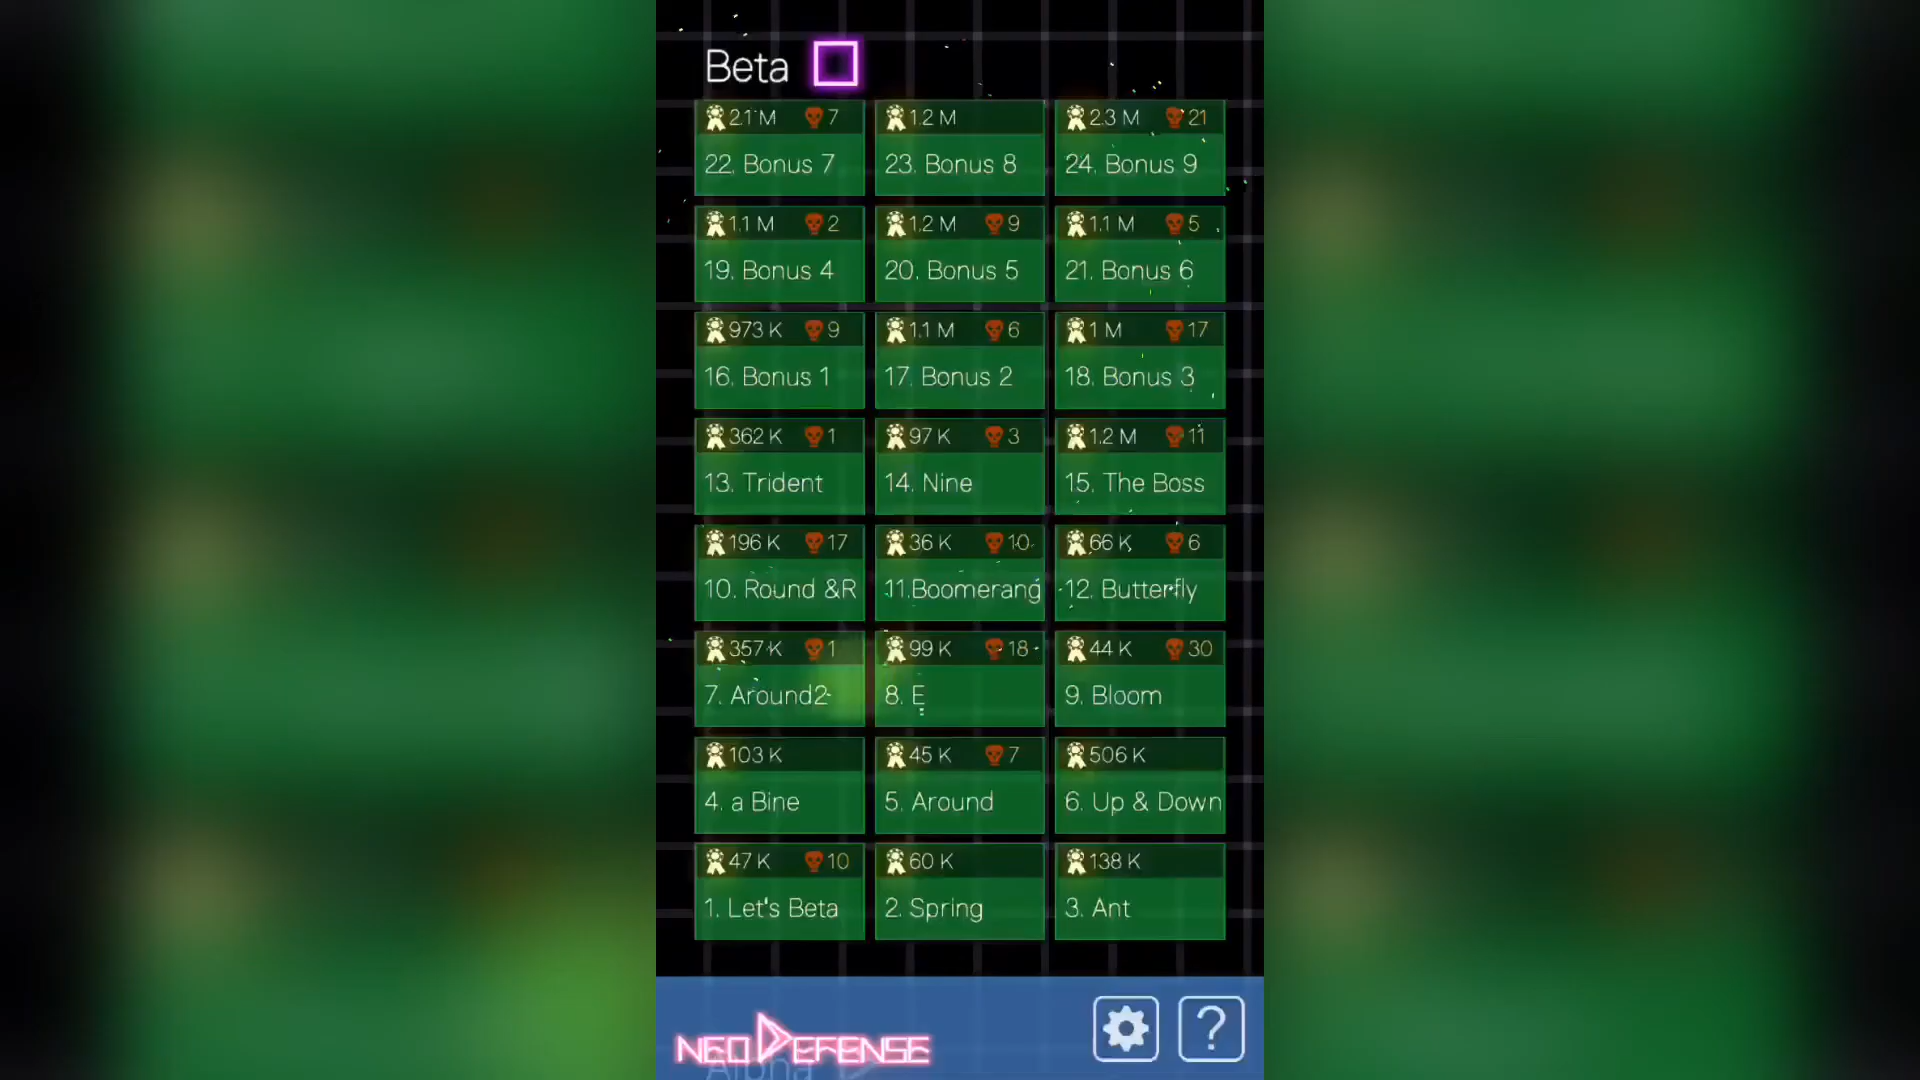 Beta
2.1 M 7
1.2 M
2.3 M 21
22. Bonus 7
23. Bonus 8
24. Bonus 9
1.1 M 2
1.2 M 9
1.1 M 5
19. Bonus 4
20. Bonus 5
21. Bonus 6
973 K 9
1.1 M 6
1 M 17
16. Bonus 1
17. Bonus 2
18. Bonus 3
362 K 1
97 K 3
1.2 M 11
13. Trident
14. Nine
15. The Boss
196 K 17
36 K 10
66 K 6
10. Round &R
11.Boomerang
12. Butterfly
357 K 1
99 K 18
44 K 30
7. Around2
8. E
9. Bloom
103 K
45 K 7
506 K
4. a Bine
5. Around
6. Up & Down
47 K 10
60 K
138 K
1. Let's Beta
2. Spring
3. Ant
NEO DEFENSE
?
Alpha